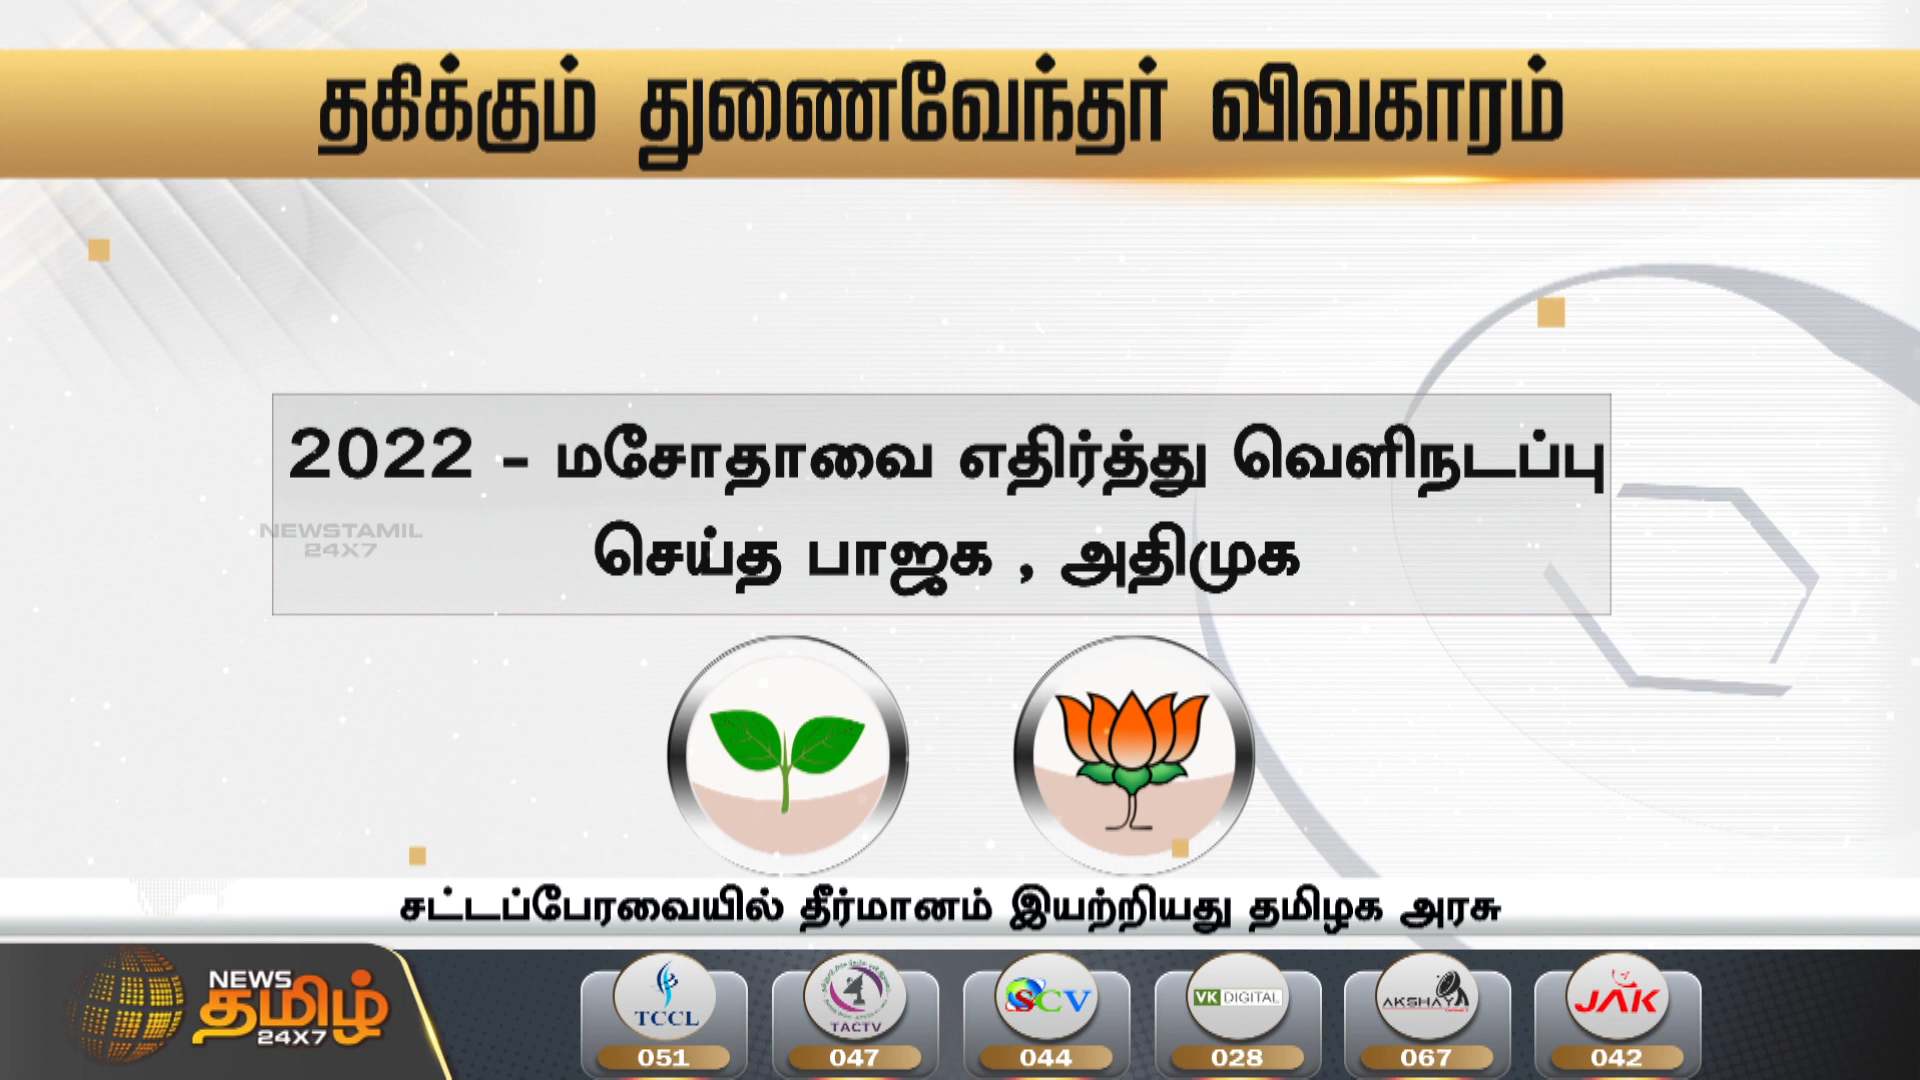 தகிக்கும் துணைவேந்தர் விவகாரம்
2022 - மசோதாவை எதிர்த்து வெளிநடப்பு
செய்த பாஜக , அதிமுக
NEWSTAMIL
24X7
சட்டப்பேரவையில் தீர்மானம் இயற்றியது தமிழக அரசு
NEWS
தமிழ்
24X7
TCCL
051
TACTV
047
SCV
044
VK DIGITAL
028
AKSHAYA
067
JAK
042